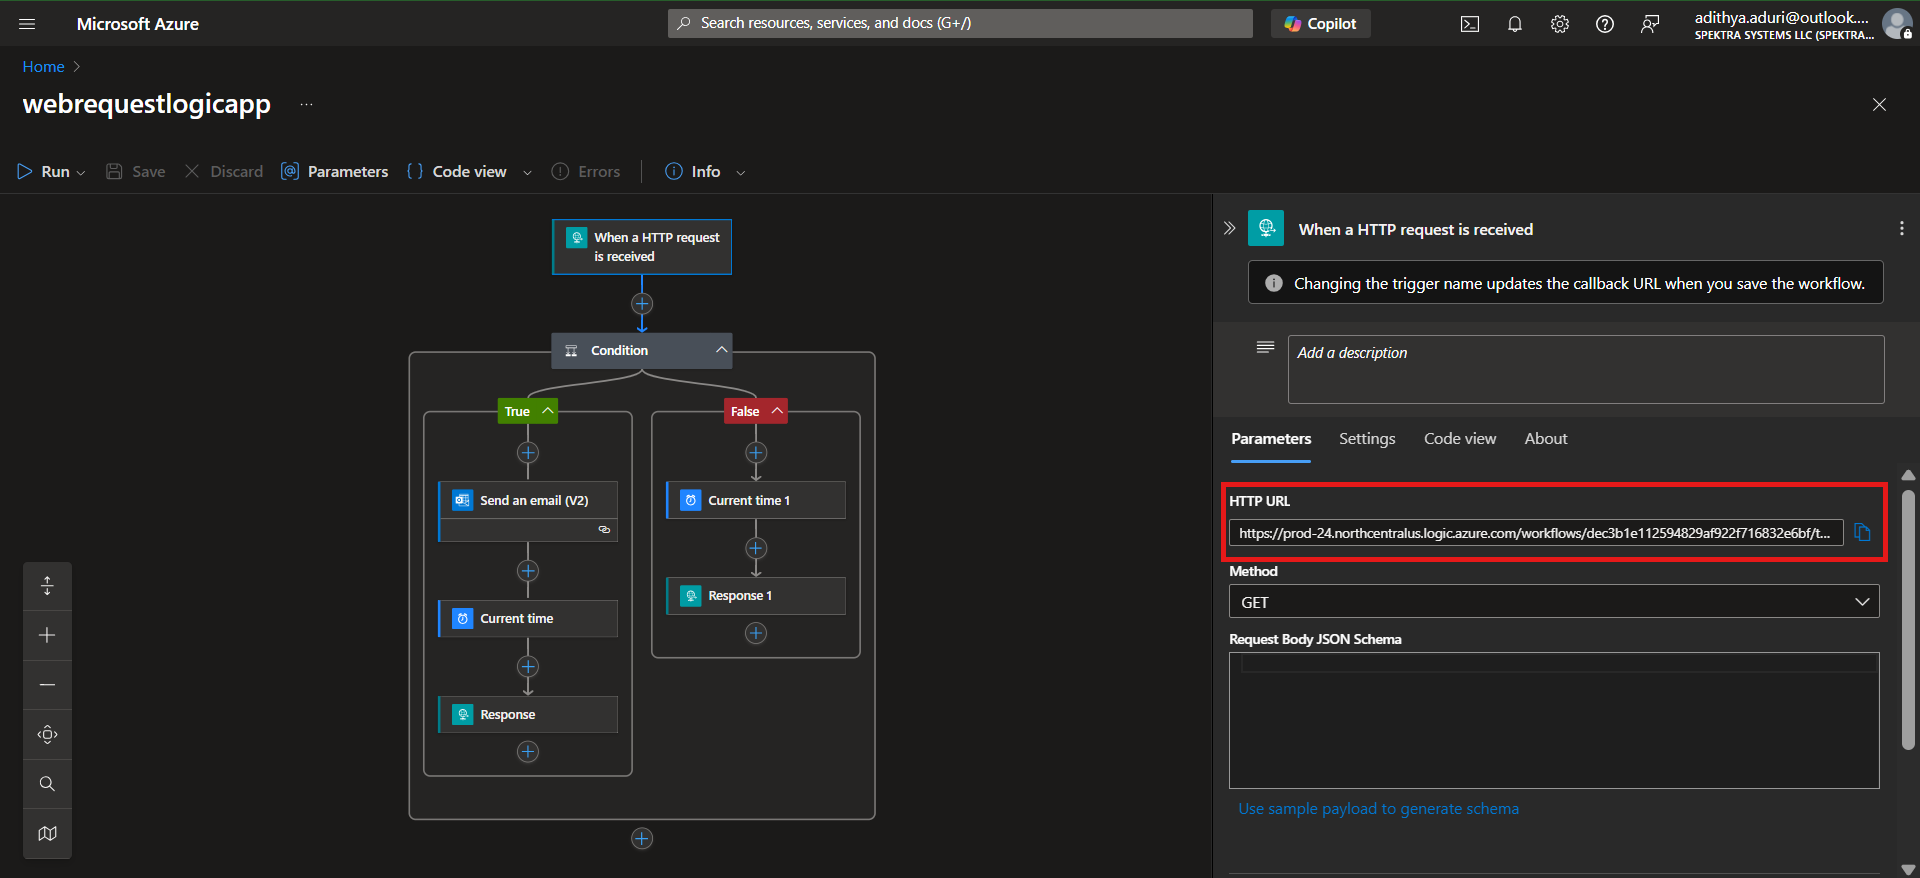 Microsoft Azure
Search resources, services, and docs (G+/)
Copilot
adithya.aduri@outlook....
SPEKTRA SYSTEMS LLC (SPEKTRA...
Home
webrequestlogicapp
...
Run
Save
Discard
Parameters
Code view
Errors
Info
When a HTTP request
is received
Condition
True
False
Send an email (V2)
Current time 1
Current time
Response 1
Response
When a HTTP request is received
Changing the trigger name updates the callback URL when you save the workflow.
Add a description
Parameters
Settings
Code view
About
HTTP URL
https://prod-24.northcentralus.logic.azure.com/workflows/dec3b1e112594829af922f716832e6bf/t...
Method
GET
Request Body JSON Schema
Use sample payload to generate schema